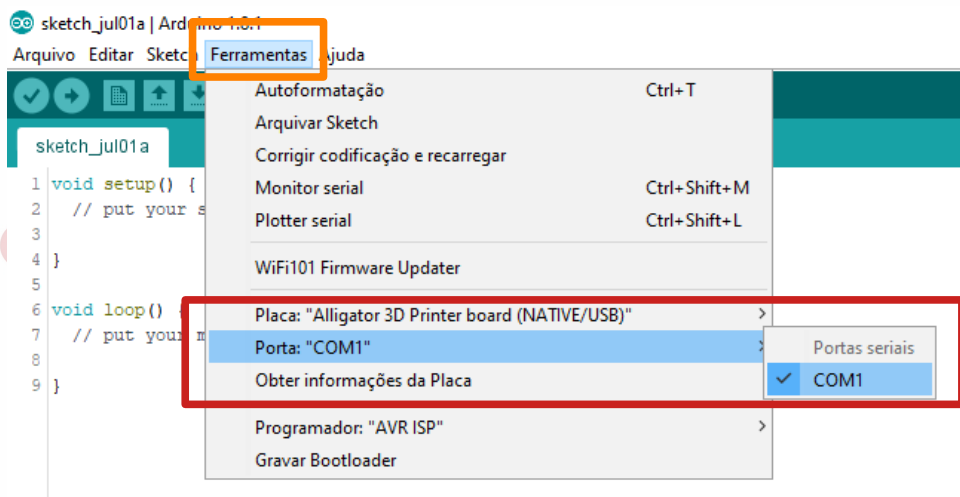 sketch_jul01a | Arduino 1.8.1
Arquivo Editar Sketch Ferramentas Ajuda
sketch_jul01a
1 void setup() {
2 // put your s
3
4 }
5
6 void loop() {
7 // put your m
8
9 }
Autoformatação Ctrl+T
Arquivar Sketch
Corrigir codificação e recarregar
Monitor serial Ctrl+Shift+M
Plotter serial Ctrl+Shift+L
WiFi101 Firmware Updater
Placa: "Alligator 3D Printer board (NATIVE/USB)"
Porta: "COM1"
Obter informações da Placa
Programador: "AVR ISP"
Gravar Bootloader
Portas seriais
COM1